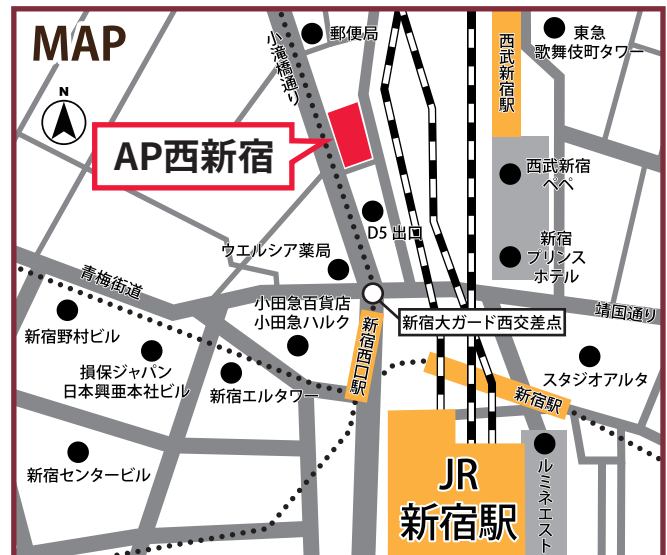 MAP
N
小滝橋通り
郵便局
西武新宿駅
東急
歌舞伎町タワー
AP西新宿
西武新宿
ペペ
D5 出口
新宿
プリンス
ホテル
ウエルシア薬局
青梅街道
小田急百貨店
小田急ハルク
新宿大ガード西交差点
靖国通り
新宿野村ビル
新宿西口駅
損保ジャパン
日本興亜本社ビル
新宿エルタワー
スタジオアルタ
新宿駅
新宿センタービル
JR
新宿駅
ルミネエスト